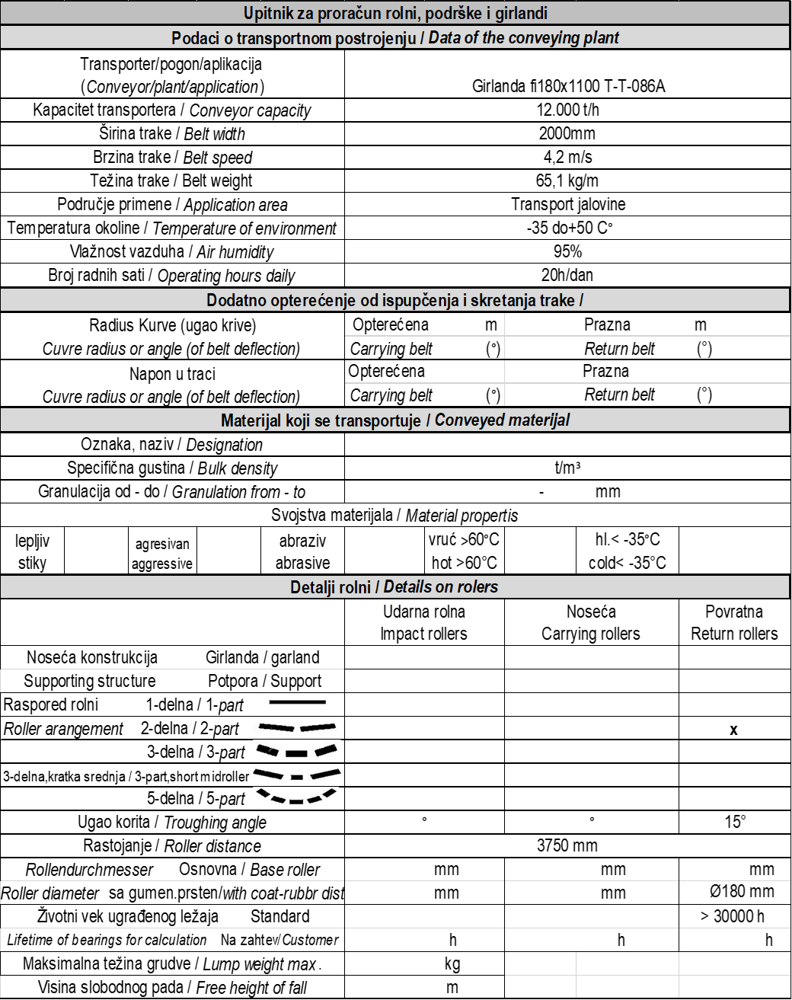 Upitnik za proračun rolni, podrške i girlandi
Podaci o transportnom postrojenju / Data of the conveying plant
Transporter/pogon/aplikacija
(Conveyor/plant/application) Girlanda fi180x1100 T-T-086A
Kapacitet transportera / Conveyor capacity 12.000 t/h
Širina trake / Belt width 2000mm
Brzina trake / Belt speed 4,2 m/s
Težina trake / Belt weight 65,1 kg/m
Područje primene / Application area Transport jalovine
Temperatura okoline / Temperature of environment -35 do+50 C°
Vlažnost vazduha / Air humidity 95%
Broj radnih sati / Operating hours daily 20h/dan
Dodatno opterećenje od ispupčenja i skretanja trake /
Radius Kurve (ugao krive) Opterećena m Prazna m
Cuvre radius or angle (of belt deflection) Carrying belt (°) Return belt (°)
Napon u traci Opterećena Prazna
Cuvre radius or angle (of belt deflection) Carrying belt (°) Return belt (°)
Materijal koji se transportuje / Conveyed materijal
Oznaka, naziv / Designation
Specifična gustina / Bulk density t/m³
Granulacija od - do / Granulation from - to - mm
Svojstva materijala / Material propertis
lepljiv agresivan abraziv vruć >60°C hl.< -35°C
stiky aggressive abrasive hot >60°C cold< -35°C
Detalji rolni / Details on rolers
Udarna rolna Noseća Povratna
Impact rollers Carrying rollers Return rollers
Noseća konstrukcija Girlanda / garland
Supporting structure Potpora / Support
Raspored rolni 1-delna / 1-part
Roller arangement 2-delna / 2-part x
3-delna / 3-part
3-delna,kratka srednja / 3-part,short midroller
5-delna / 5-part
Ugao korita / Troughing angle ° ° 15°
Rastojanje / Roller distance 3750 mm
Rollendurchmesser Osnovna / Base roller mm mm mm
Roller diameter sa gumen.prsten/with coat-rubbr dist mm mm Ø180 mm
Životni vek ugrađenog ležaja Standard > 30000 h
Lifetime of bearings for calculation Na zahtev/Customer h h h
Maksimalna težina grudve / Lump weight max. kg
Visina slobodnog pada / Free height of fall m